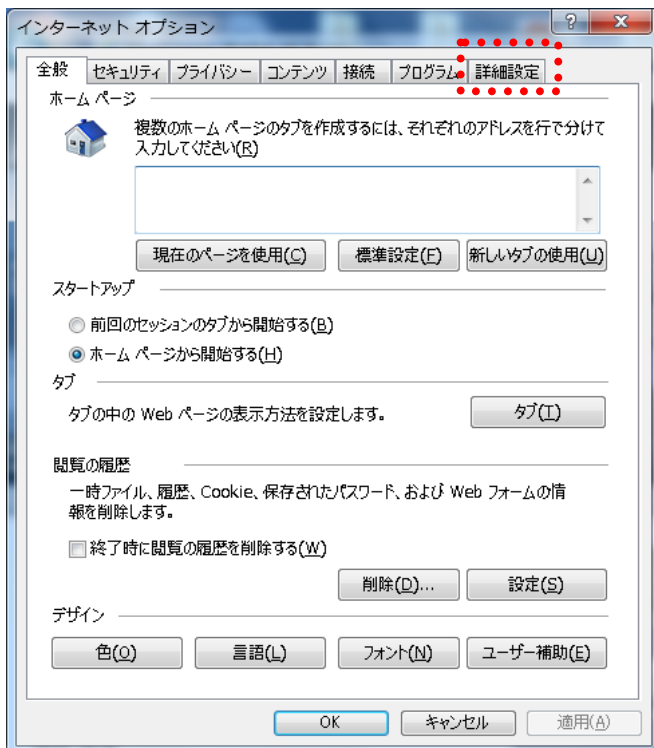 インターネット オプション
全般 セキュリティ プライバシー コンテンツ 接続 プログラム 詳細設定
ホーム ページ
複数のホーム ページのタブを作成するには、それぞれのアドレスを行で分けて
入力してください(R)
現在のページを使用(C) 標準設定(F) 新しいタブの使用(U)
スタートアップ
前回のセッションのタブから開始する(B)
ホーム ページから開始する(H)
タブ
タブの中の Web ページの表示方法を設定します。 タブ(T)
閲覧の履歴
一時ファイル、履歴、Cookie、保存されたパスワード、および Web フォームの情
報を削除します。
終了時に閲覧の履歴を削除する(W)
削除(D)... 設定(S)
デザイン
色(O) 言語(L) フォント(N) ユーザー補助(E)
OK キャンセル 適用(A)